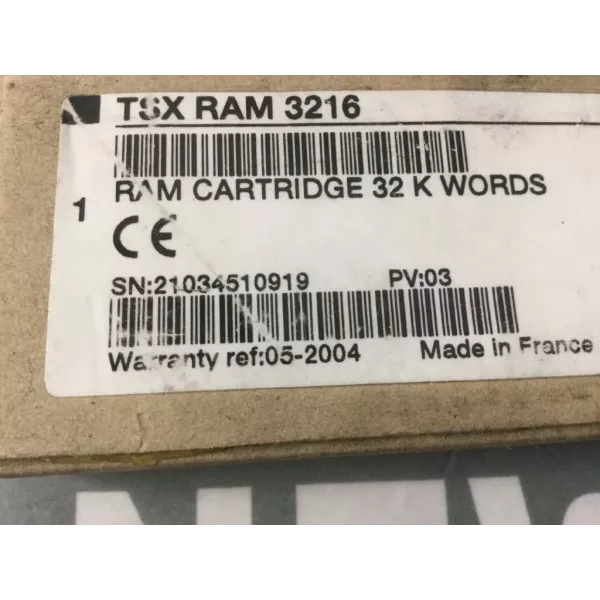 TSX RAM 3216
RAM CARTRIDGE 32 K WORDS
1
CE
SN:21034510919 PV:03
Warranty ref:05-2004 Made in France